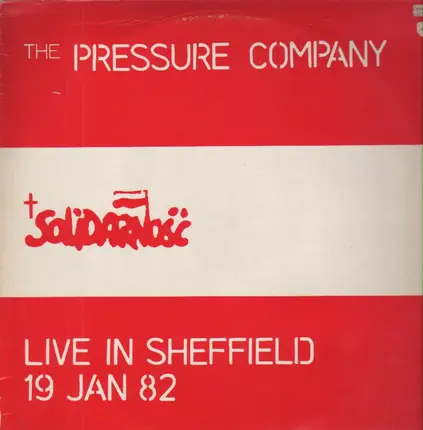 THE PRESSURE COMPANY
SOLIDARNOŚĆ
LIVE IN SHEFFIELD
19 JAN 82